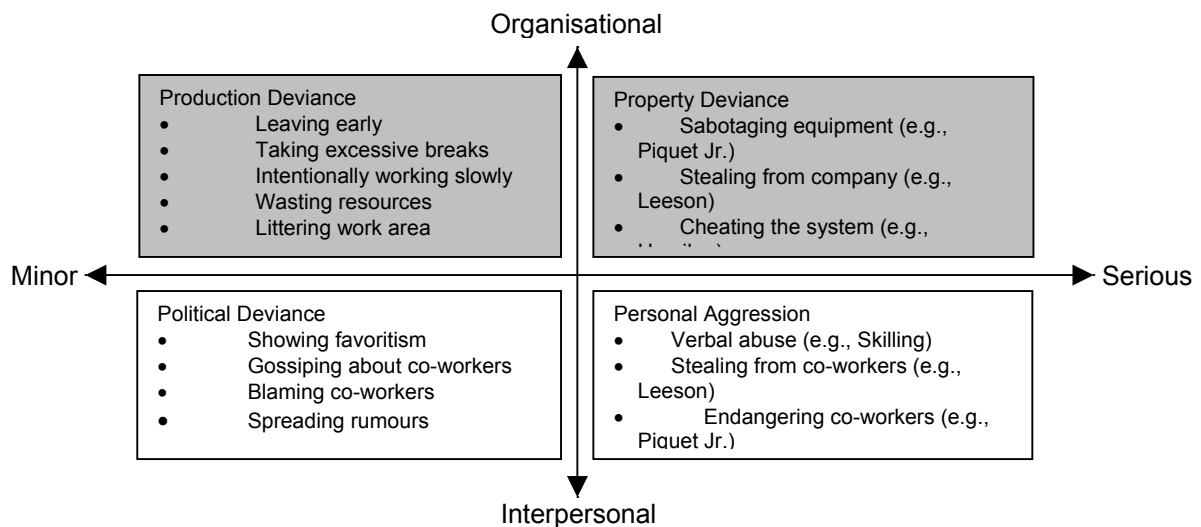 Organisational
Production Deviance
• Leaving early
• Taking excessive breaks
• Intentionally working slowly
• Wasting resources
• Littering work area
Property Deviance
• Sabotaging equipment (e.g.,
Piquet Jr.)
• Stealing from company (e.g.,
Leeson)
• Cheating the system (e.g.,
Minor
Serious
Political Deviance
• Showing favoritism
• Gossiping about co-workers
• Blaming co-workers
• Spreading rumours
Personal Aggression
• Verbal abuse (e.g., Skilling)
• Stealing from co-workers (e.g.,
Leeson)
• Endangering co-workers (e.g.,
Piquet Jr.)
Interpersonal